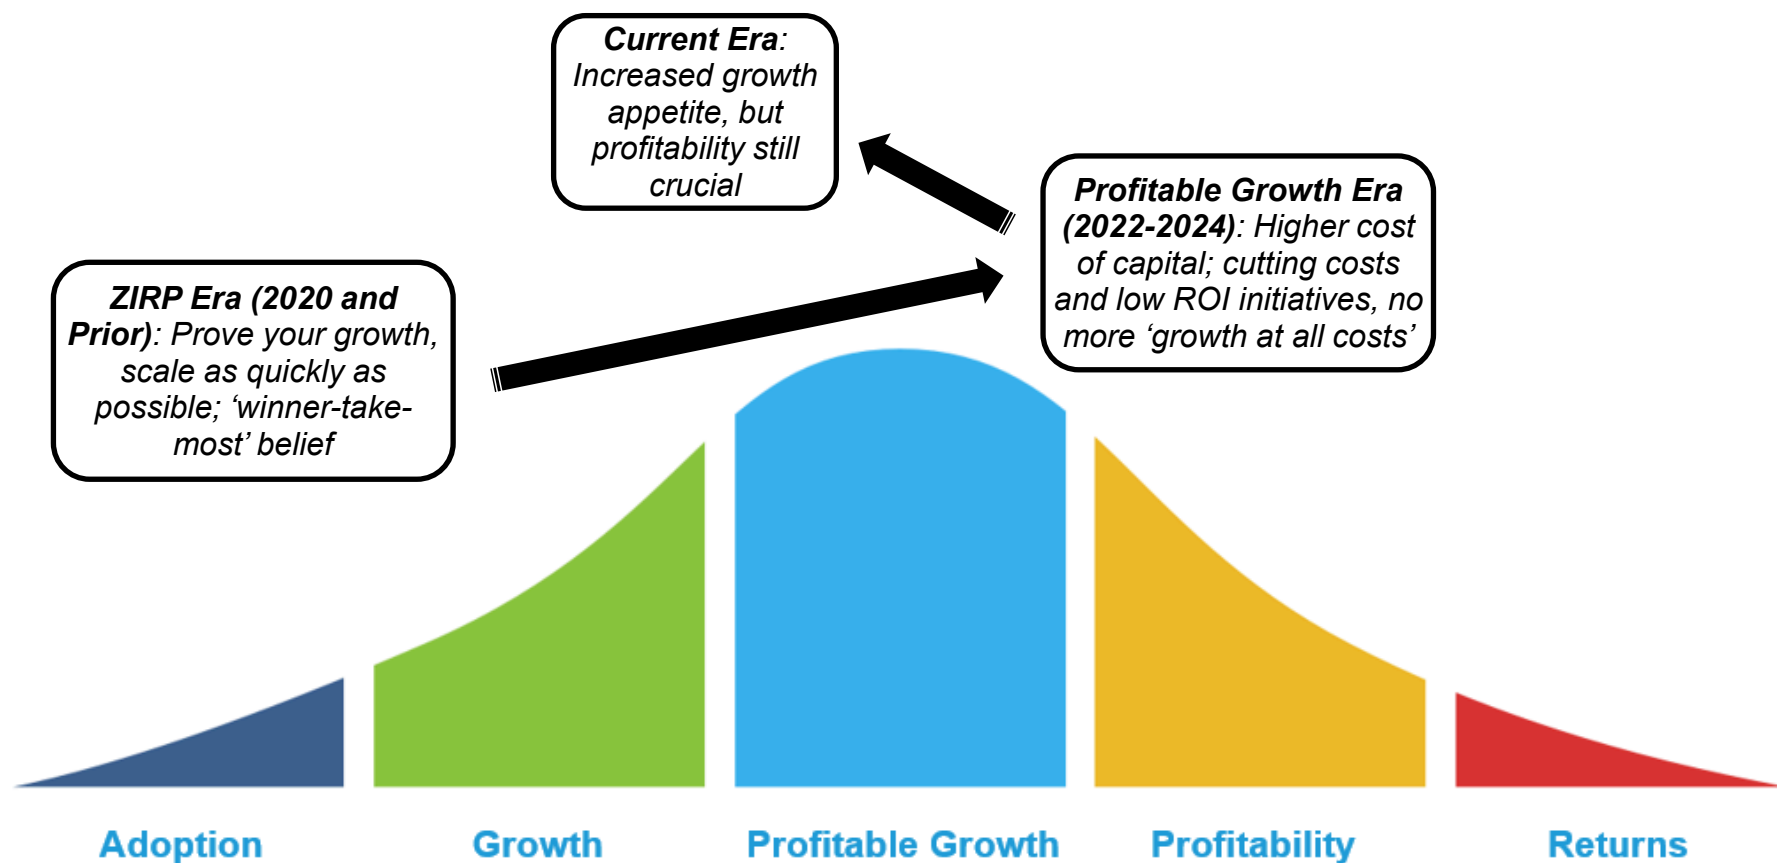 Current Era:
Increased growth
appetite, but
profitability still
crucial
Profitable Growth Era
(2022-2024): Higher cost
of capital; cutting costs
and low ROI initiatives, no
more ‘growth at all costs’
ZIRP Era (2020 and
Prior): Prove your growth,
scale as quickly as
possible; ‘winner-take-
most’ belief
Adoption
Growth
Profitable Growth
Profitability
Returns